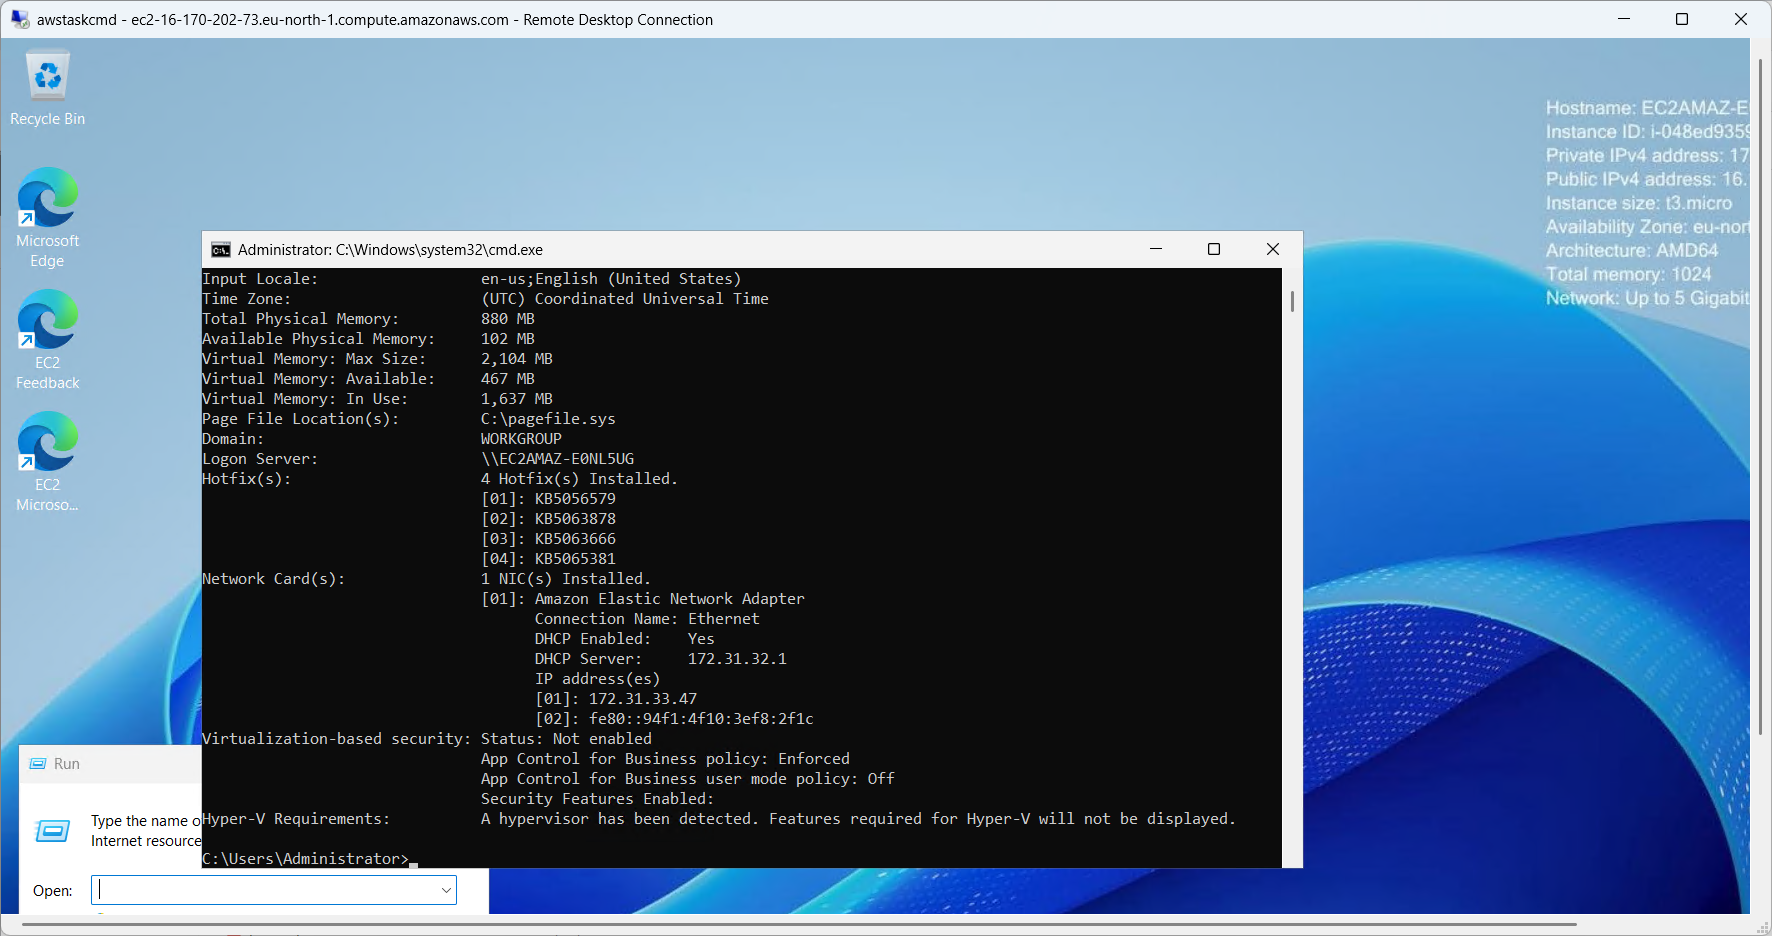 awstaskcmd - ec2-16-170-202-73.eu-north-1.compute.amazonaws.com - Remote Desktop Connection
Recycle Bin
Microsoft
Edge
EC2
Feedback
EC2
Microso...
Hostname: EC2AMAZ-E
Instance ID: i-048ed9359
Private IPv4 address: 17
Public IPv4 address: 16.
Instance size: t3.micro
Availability Zone: eu-nort
Architecture: AMD64
Total memory: 1024
Network: Up to 5 Gigabit
Administrator: C:\Windows\system32\cmd.exe
Input Locale: en-us;English (United States)
Time Zone: (UTC) Coordinated Universal Time
Total Physical Memory: 880 MB
Available Physical Memory: 102 MB
Virtual Memory: Max Size: 2,104 MB
Virtual Memory: Available: 467 MB
Virtual Memory: In Use: 1,637 MB
Page File Location(s): C:\pagefile.sys
Domain: WORKGROUP
Logon Server: \\EC2AMAZ-E0NL5UG
Hotfix(s): 4 Hotfix(s) Installed.
[01]: KB5056579
[02]: KB5063878
[03]: KB5063666
[04]: KB5065381
Network Card(s): 1 NIC(s) Installed.
[01]: Amazon Elastic Network Adapter
Connection Name: Ethernet
DHCP Enabled: Yes
DHCP Server: 172.31.32.1
IP address(es)
[01]: 172.31.33.47
[02]: fe80::94f1:4f10:3ef8:2f1c
Virtualization-based security: Status: Not enabled
App Control for Business policy: Enforced
App Control for Business user mode policy: Off
Security Features Enabled:
Hyper-V Requirements: A hypervisor has been detected. Features required for Hyper-V will not be displayed.
C:\Users\Administrator>
Run
Type the name o
Internet resource
Open: